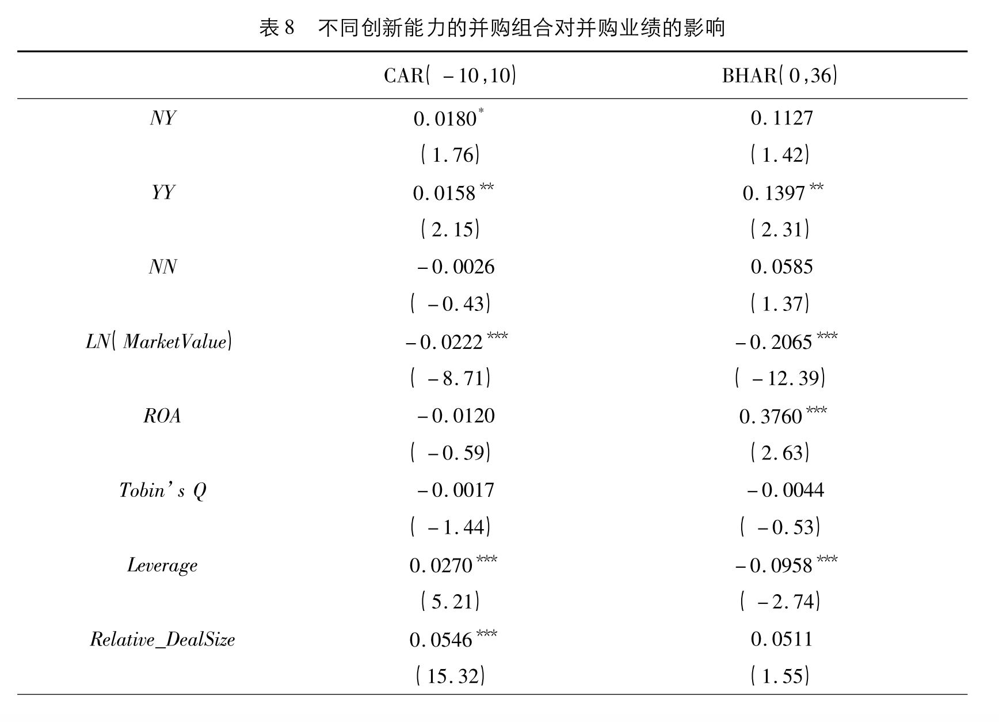 表 8 不同创新能力的并购组合对并购业绩的影响
CAR( -10,10) BHAR(0,36)
NY 0.0180* 0.1127
(1.76) (1.42)
YY 0.0158** 0.1397**
(2.15) (2.31)
NN -0.0026 0.0585
( -0.43) (1.37)
LN( MarketValue) -0.0222*** -0.2065***
( -8.71) ( -12.39)
ROA -0.0120 0.3760***
( -0.59) (2.63)
Tobin's Q -0.0017 -0.0044
( -1.44) ( -0.53)
Leverage 0.0270*** -0.0958***
(5.21) ( -2.74)
Relative_DealSize 0.0546*** 0.0511
(15.32) (1.55)